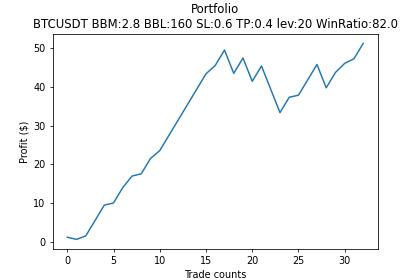 Portfolio
BTCUSDT BBM:2.8 BBL:160 SL:0.6 TP:0.4 lev:20 WinRatio:82.0
50
40
30
20
10
0
Profit ($)
0 5 10 15 20 25 30
Trade counts